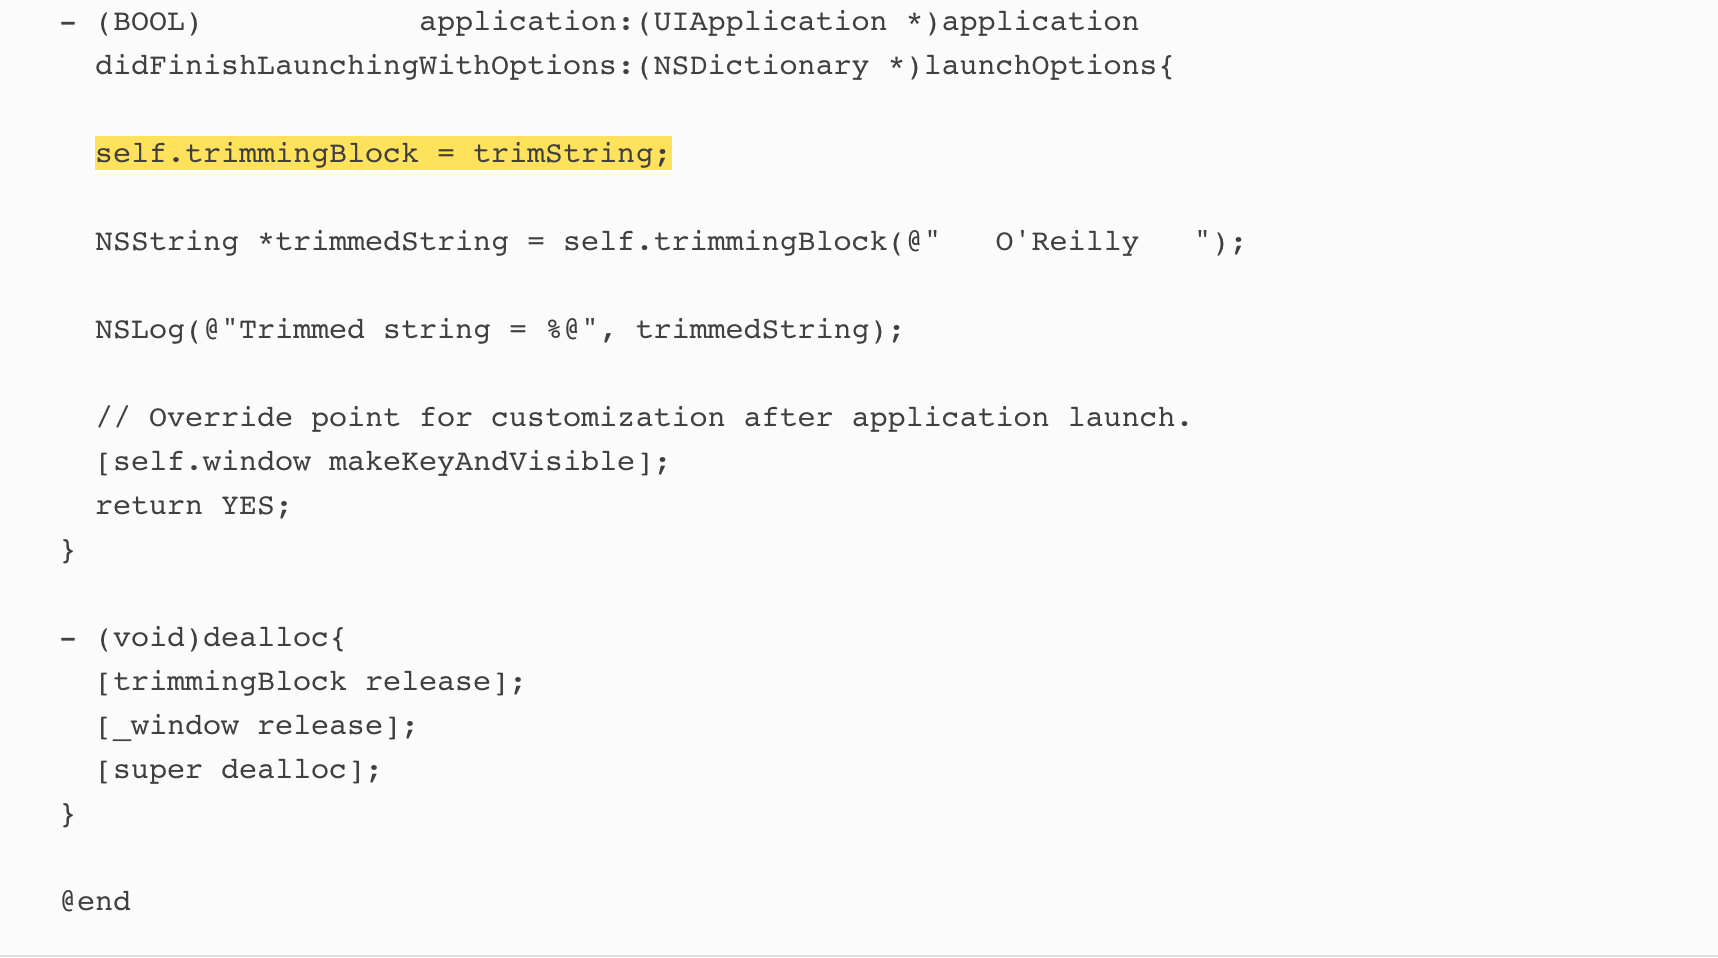 - (BOOL)            application:(UIApplication *)application
  didFinishLaunchingWithOptions:(NSDictionary *)launchOptions{
  self.trimmingBlock = trimString;
  NSString *trimmedString = self.trimmingBlock(@"   O'Reilly   ");
  NSLog(@"Trimmed string = %@", trimmedString);
  // Override point for customization after application launch.
  [self.window makeKeyAndVisible];
  return YES;
}
- (void)dealloc{
  [trimmingBlock release];
  [_window release];
  [super dealloc];
}
@end